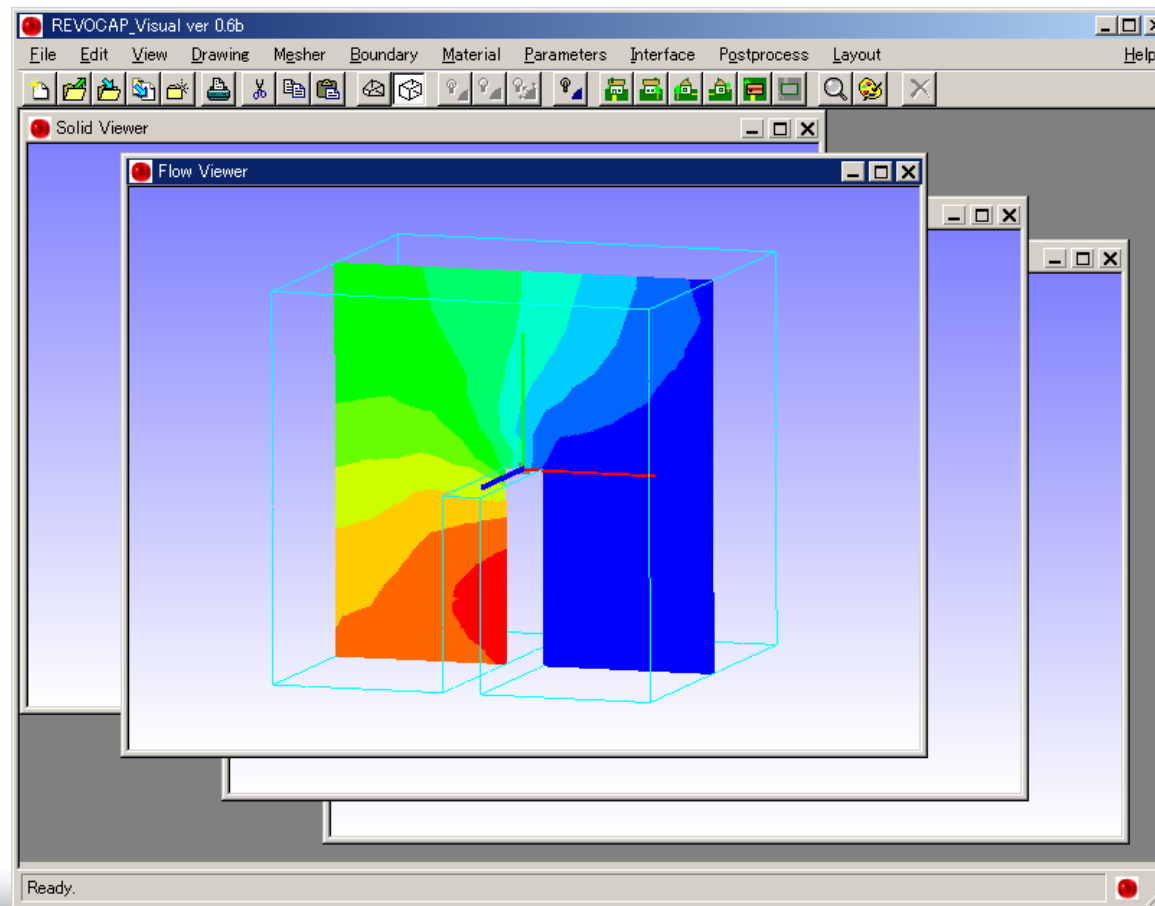 REVOCAP_Visual ver 0.6b
File Edit View Drawing Mesher Boundary Material Parameters Interface Postprocess Layout Help
Solid Viewer
Flow Viewer
Ready.